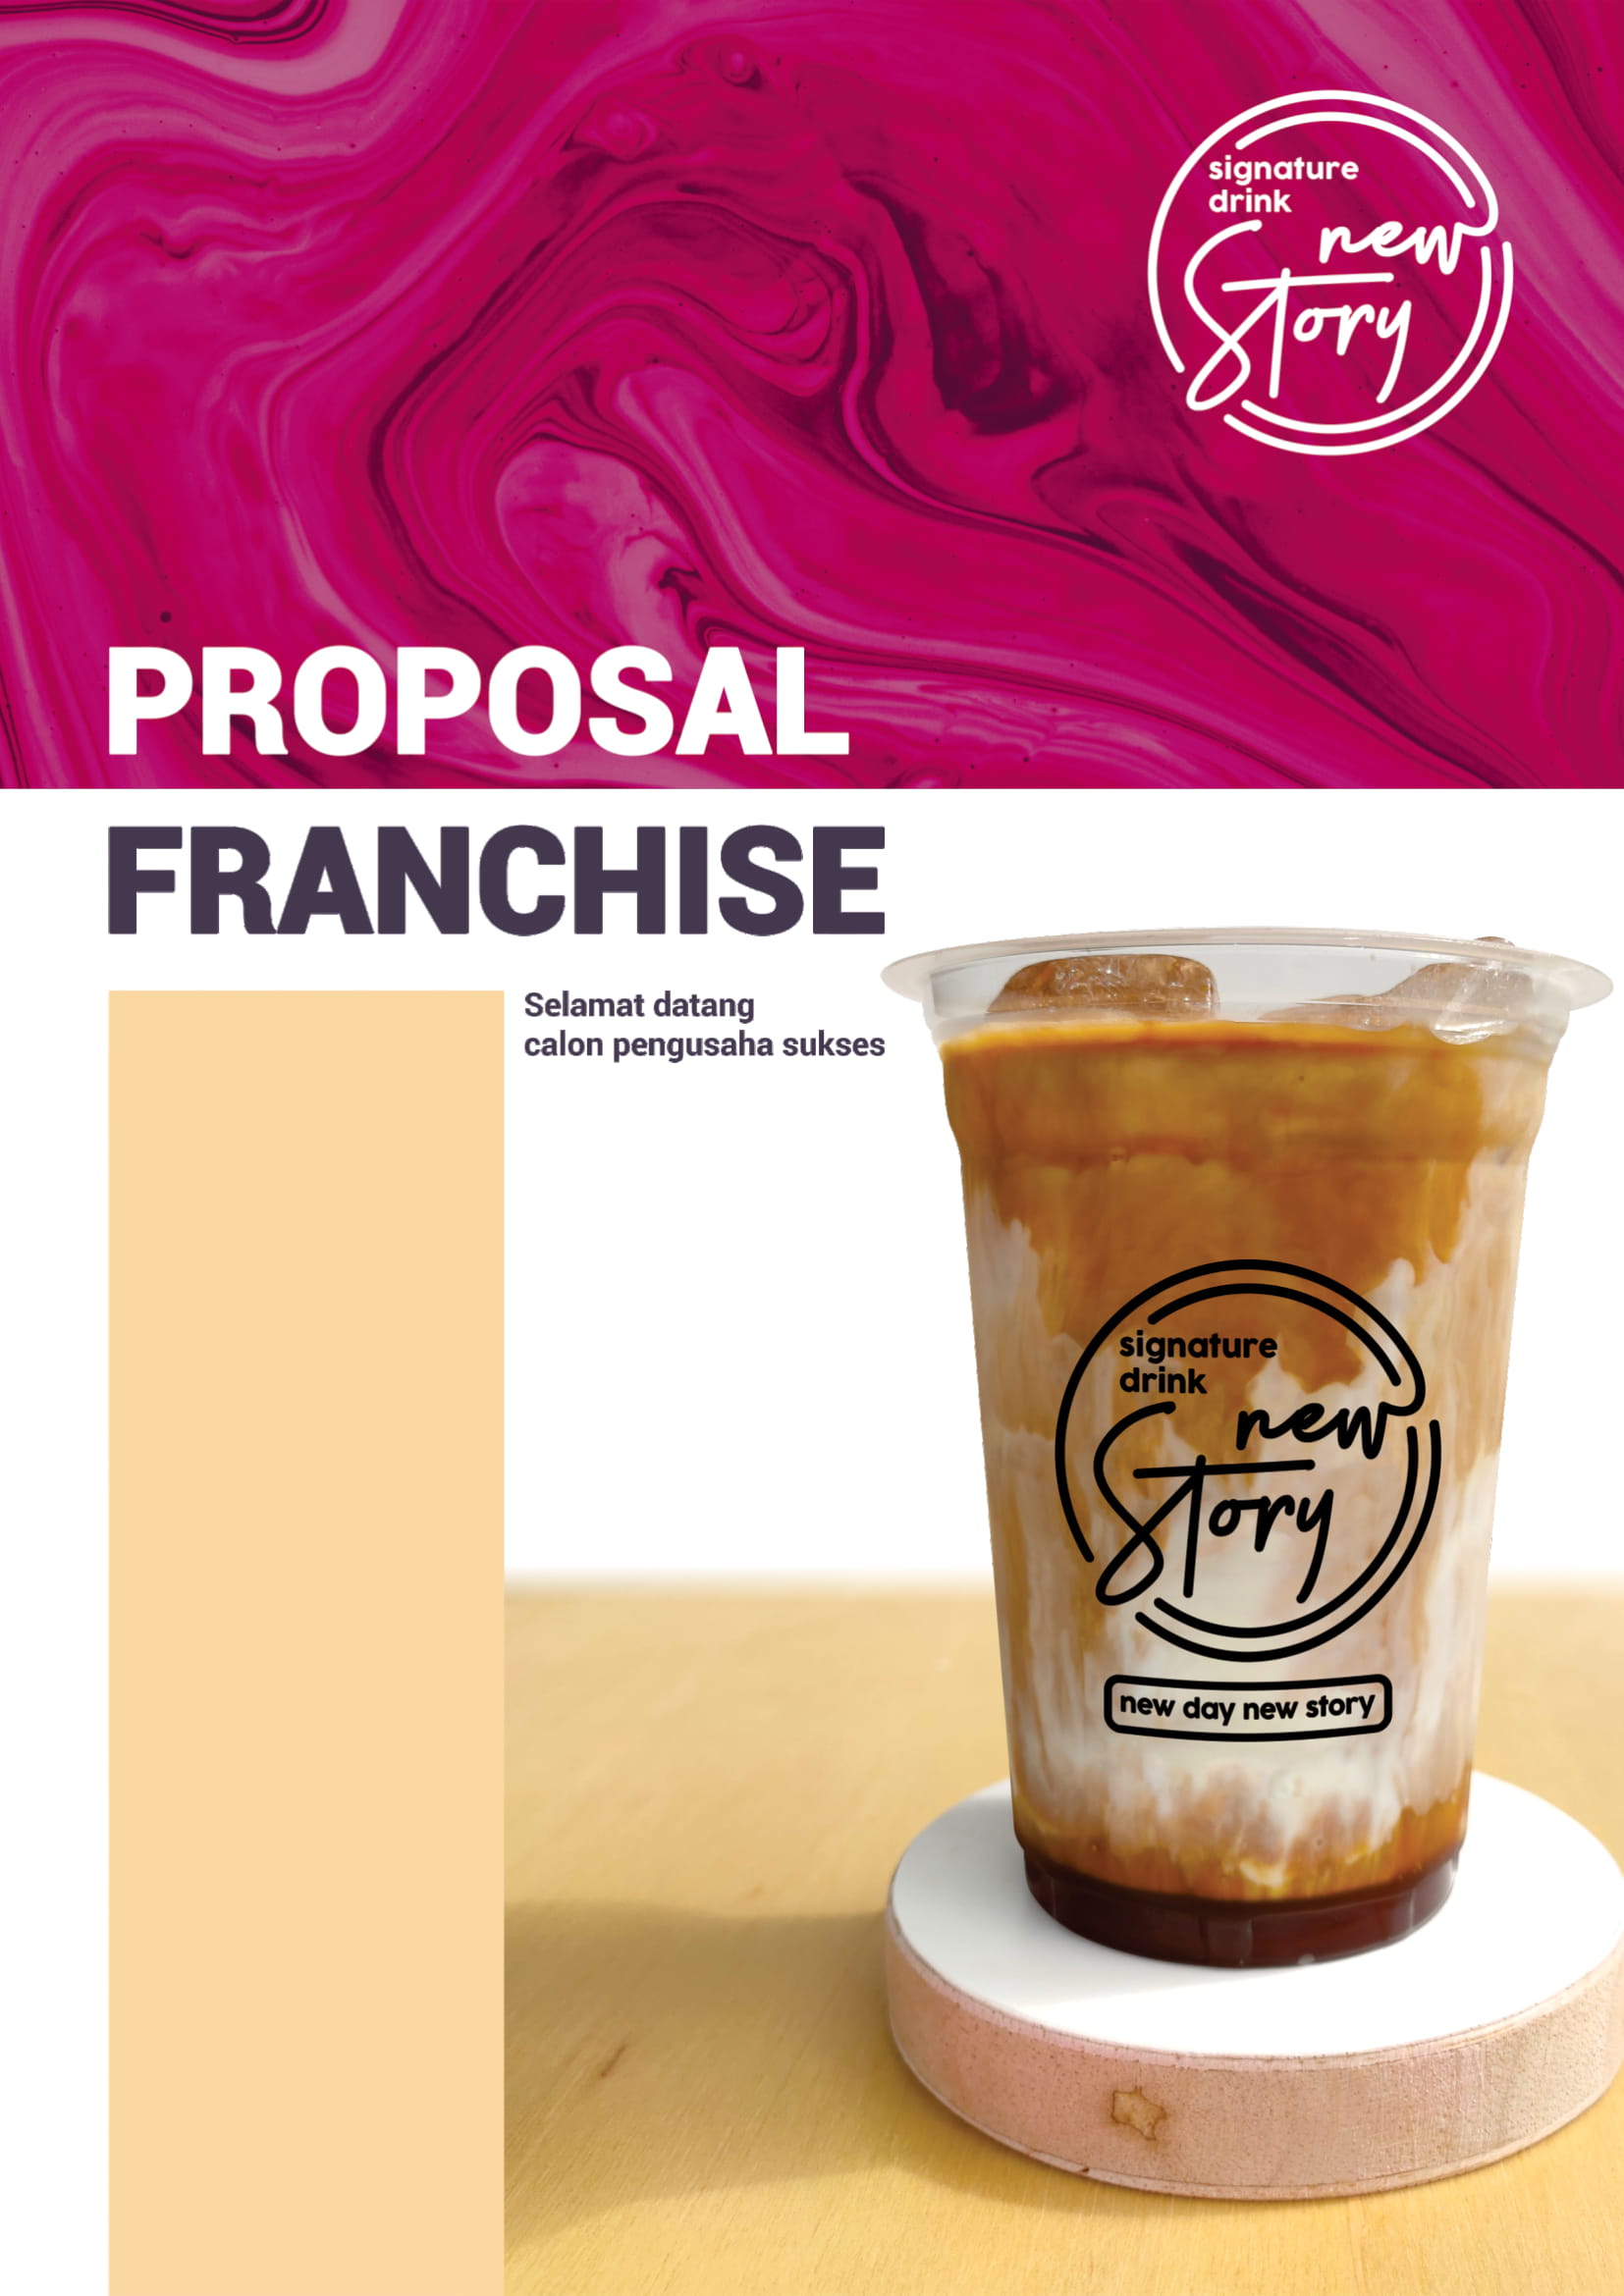 signature
drink
new
Story
PROPOSAL
FRANCHISE
Selamat datang
calon pengusaha sukses
signature
drink
new
Story
new day new story